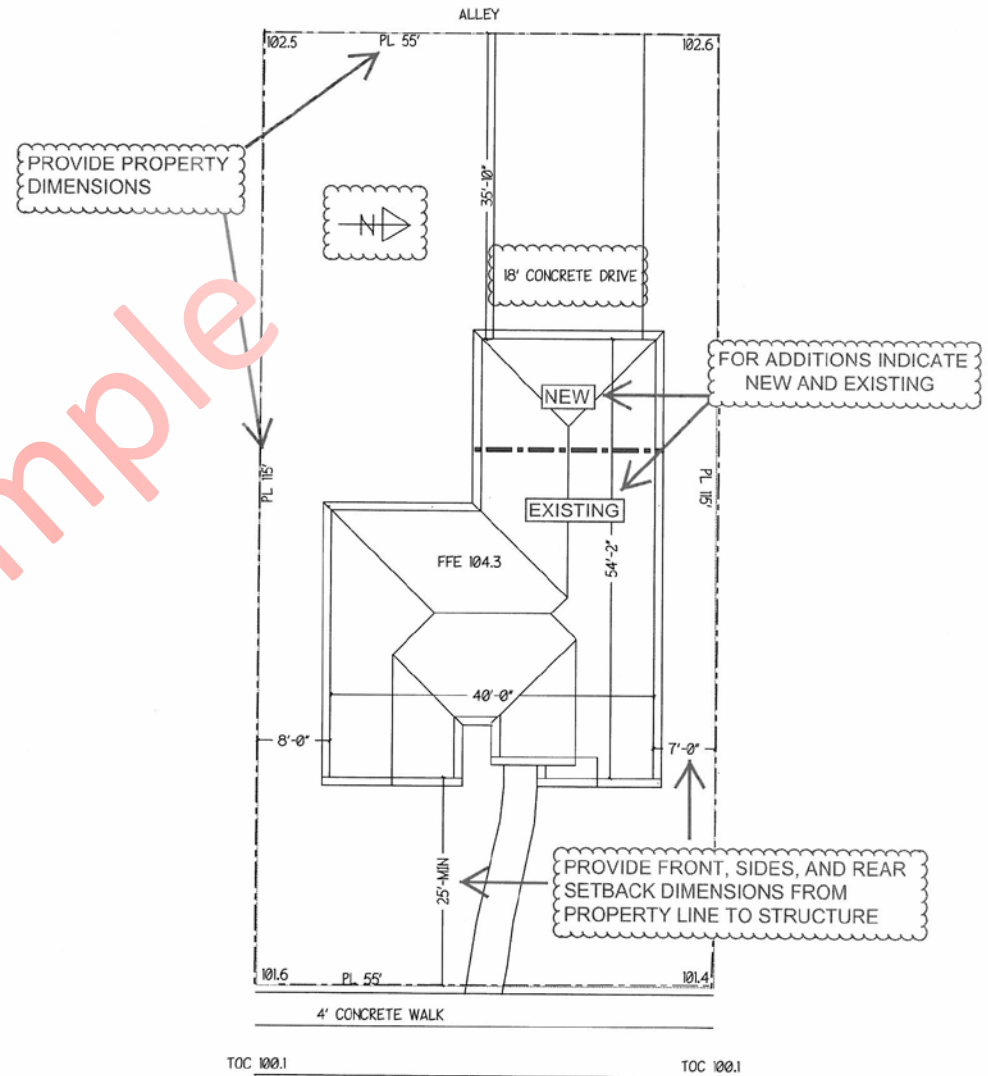 ALLEY
102.5
PL 55'
102.6
PROVIDE PROPERTY
DIMENSIONS
N
35'-10"
18' CONCRETE DRIVE
FOR ADDITIONS INDICATE
NEW AND EXISTING
NEW
PL 115'
PL 115'
EXISTING
FFE 104.3
54'-2"
40'-0"
8'-0"
7'-0"
25'-MIN
PROVIDE FRONT, SIDES, AND REAR
SETBACK DIMENSIONS FROM
PROPERTY LINE TO STRUCTURE
101.6
PL 55'
101.4
4' CONCRETE WALK
TOC 100.1
TOC 100.1
mple